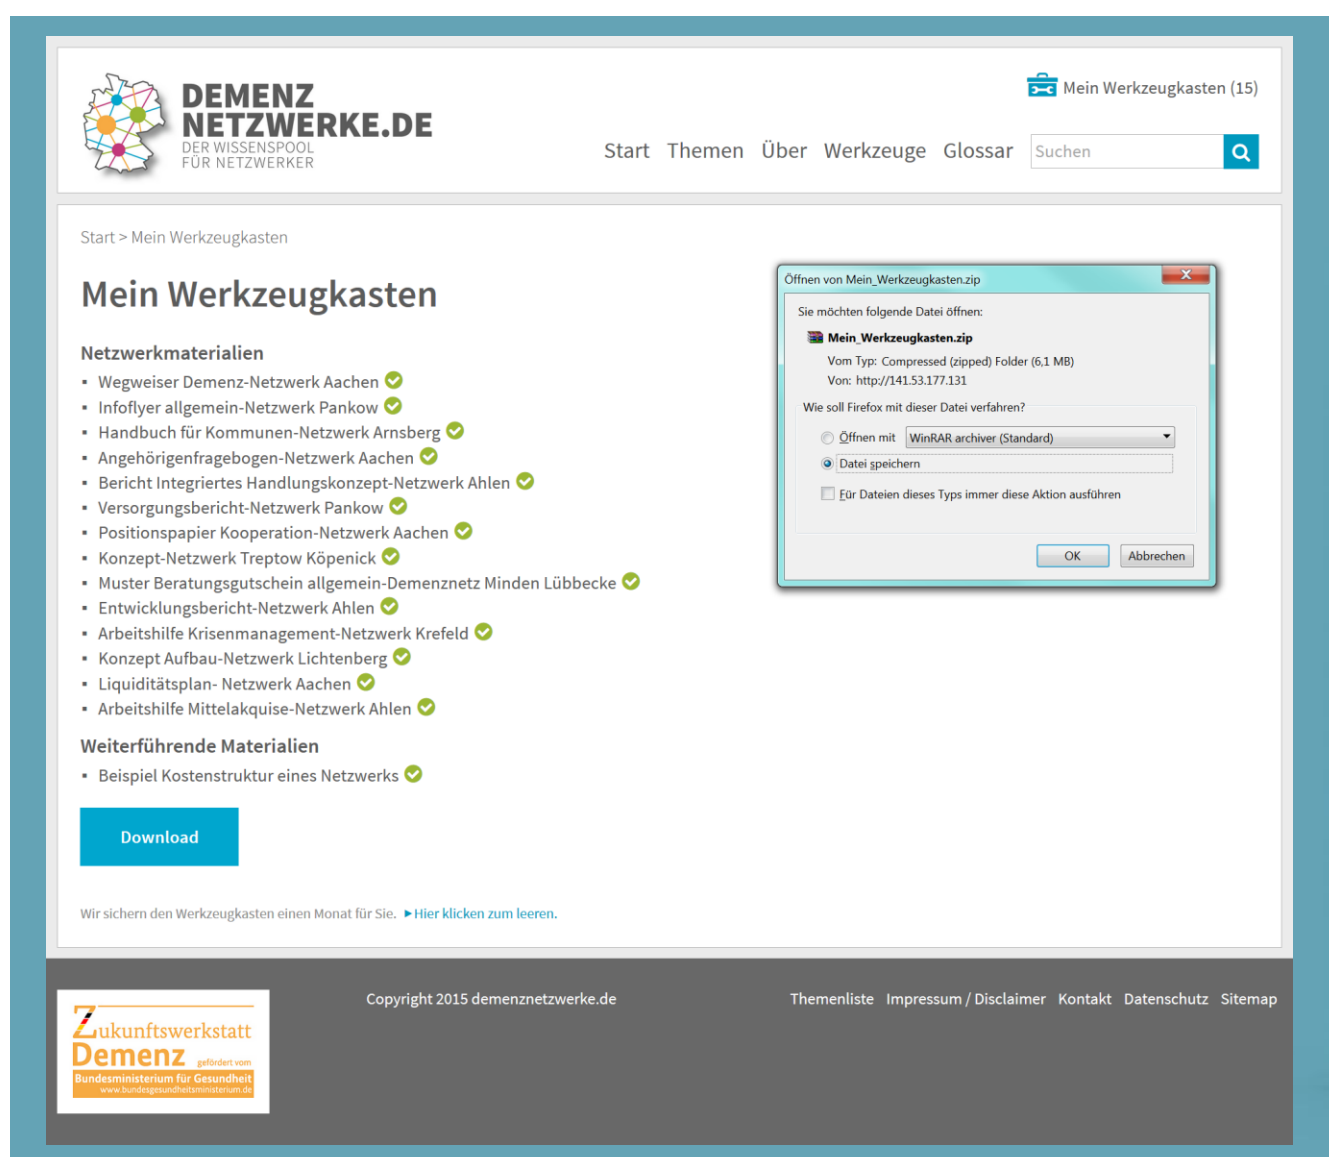 DEMENZ
NETZWERKE.DE
DER WISSENSPOOL
FÜR NETZWERKER
Mein Werkzeugkasten (15)
Start Themen Über Werkzeuge Glossar Suchen
Start > Mein Werkzeugkasten
Mein Werkzeugkasten
Netzwerkmaterialien
▪ Wegweiser Demenz-Netzwerk Aachen
▪ Infoflyer allgemein-Netzwerk Pankow
▪ Handbuch für Kommunen-Netzwerk Arnsberg
▪ Angehörigenfragebogen-Netzwerk Aachen
▪ Bericht Integriertes Handlungskonzept-Netzwerk Ahlen
▪ Versorgungsbericht-Netzwerk Pankow
▪ Positionspapier Kooperation-Netzwerk Aachen
▪ Konzept-Netzwerk Treptow Köpenick
▪ Muster Beratungsgutschein allgemein-Demenznetz Minden Lübbecke
▪ Entwicklungsbericht-Netzwerk Ahlen
▪ Arbeitshilfe Krisenmanagement-Netzwerk Krefeld
▪ Konzept Aufbau-Netzwerk Lichtenberg
▪ Liquiditätsplan- Netzwerk Aachen
▪ Arbeitshilfe Mittelakquise-Netzwerk Ahlen
Weiterführende Materialien
▪ Beispiel Kostenstruktur eines Netzwerks
Download
Wir sichern den Werkzeugkasten einen Monat für Sie. ▸Hier klicken zum leeren.
Öffnen von Mein_Werkzeugkasten.zip
X
Sie möchten folgende Datei öffnen:
Mein_Werkzeugkasten.zip
Vom Typ: Compressed (zipped) Folder (6,1 MB)
Von: http://141.53.177.131
Wie soll Firefox mit dieser Datei verfahren?
Öffnen mit WinRAR archiver (Standard)
Datei speichern
Für Dateien dieses Typs immer diese Aktion ausführen
OK Abbrechen
Zukunftswerkstatt
Demenz gefördert vom
Bundesministerium für Gesundheit
www.bundesgesundheitsministerium.de
Copyright 2015 demenznetzwerke.de
Themenliste Impressum / Disclaimer Kontakt Datenschutz Sitemap